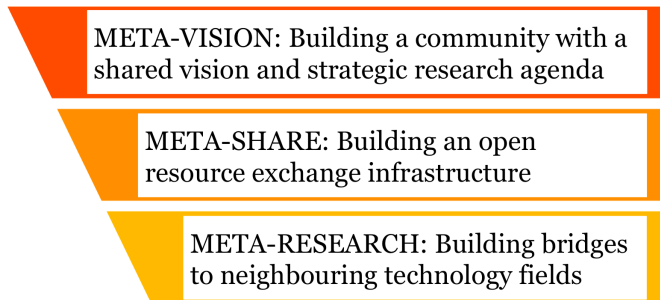 META-VISION: Building a community with a
shared vision and strategic research agenda
META-SHARE: Building an open
resource exchange infrastructure
META-RESEARCH: Building bridges
to neighbouring technology fields